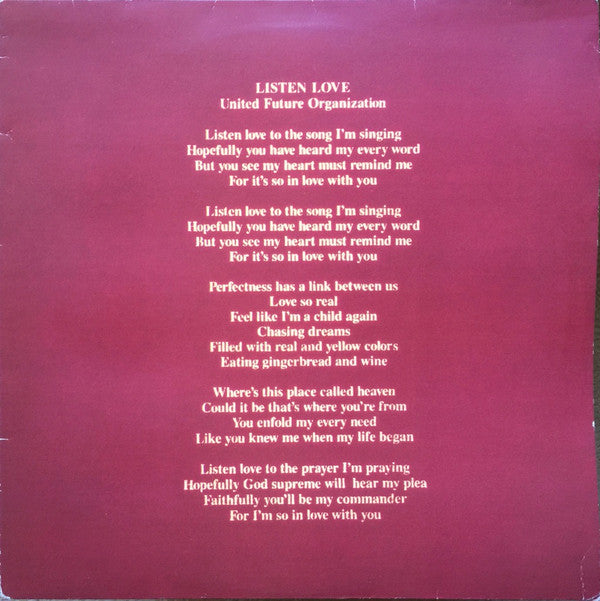 LISTEN LOVE
United Future Organization
Listen love to the song I'm singing
Hopefully you have heard my every word
But you see my heart must remind me
For it's so in love with you
Listen love to the song I'm singing
Hopefully you have heard my every word
But you see my heart must remind me
For it's so in love with you
Perfectness has a link between us
Love so real
Feel like I'm a child again
Chasing dreams
Filled with real and yellow colors
Eating gingerbread and wine
Where's this place called heaven
Could it be that's where you're from
You enfold my every need
Like you knew me when my life began
Listen love to the prayer I'm praying
Hopefully God supreme will hear my plea
Faithfully you'll be my commander
For I'm so in love with you